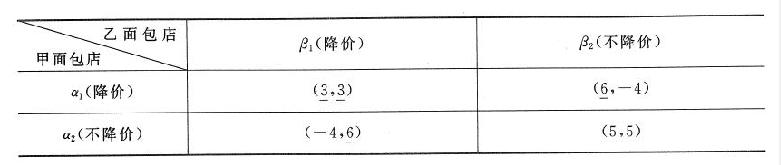 乙面包店
甲面包店
β₁(降价)
β₂(不降价)
α₁(降价)
(3,3)
(6,-4)
α₂(不降价)
(-4,6)
(5,5)